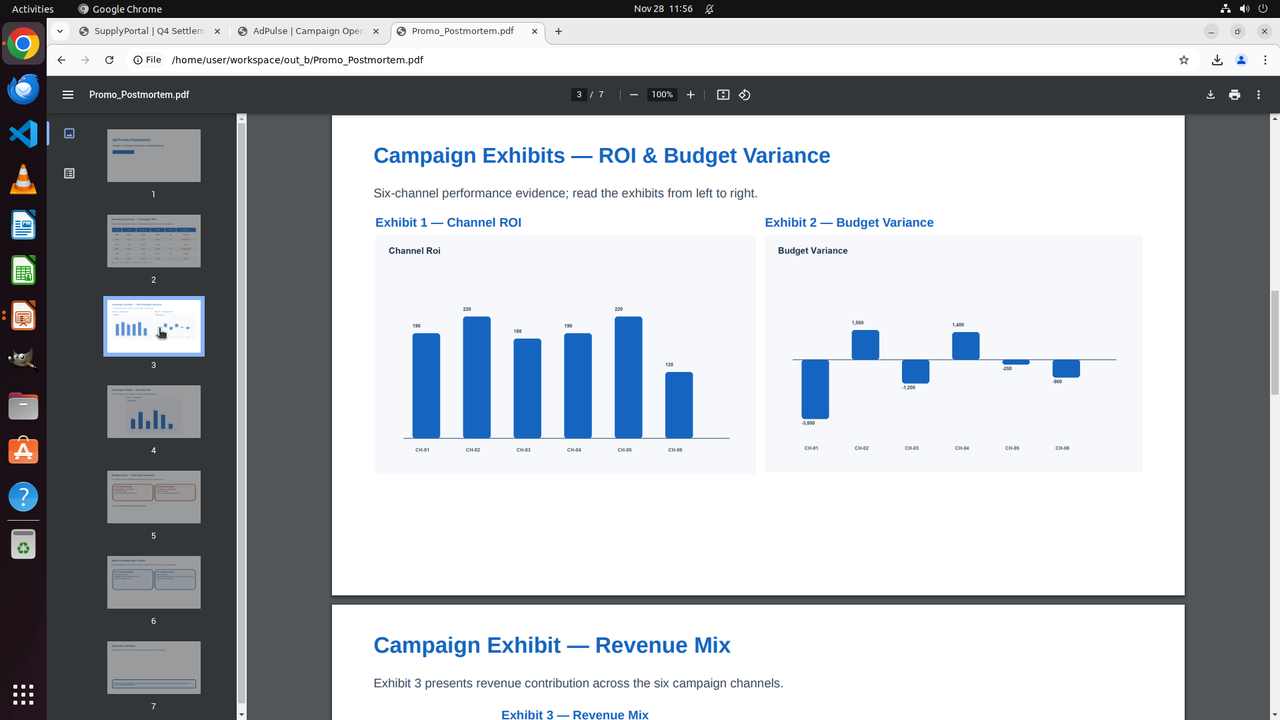 Activities
Google Chrome
Nov 28 11:56
SupplyPortal | Q4 Settlem
AdPulse | Campaign Oper
Promo_Postmortem.pdf
File
/home/user/workspace/out_b/Promo_Postmortem.pdf
Promo_Postmortem.pdf
3 / 7
100%
1
2
3
4
5
6
7
Campaign Exhibits — ROI & Budget Variance
Six-channel performance evidence; read the exhibits from left to right.
Exhibit 1 — Channel ROI
Channel Roi
190
220
180
190
220
120
CH-01
CH-02
CH-03
CH-04
CH-05
CH-06
Exhibit 2 — Budget Variance
Budget Variance
-3,000
1,500
-1,200
1,400
-250
-900
CH-01
CH-02
CH-03
CH-04
CH-05
CH-06
Campaign Exhibit — Revenue Mix
Exhibit 3 presents revenue contribution across the six campaign channels.
Exhibit 3 — Revenue Mix